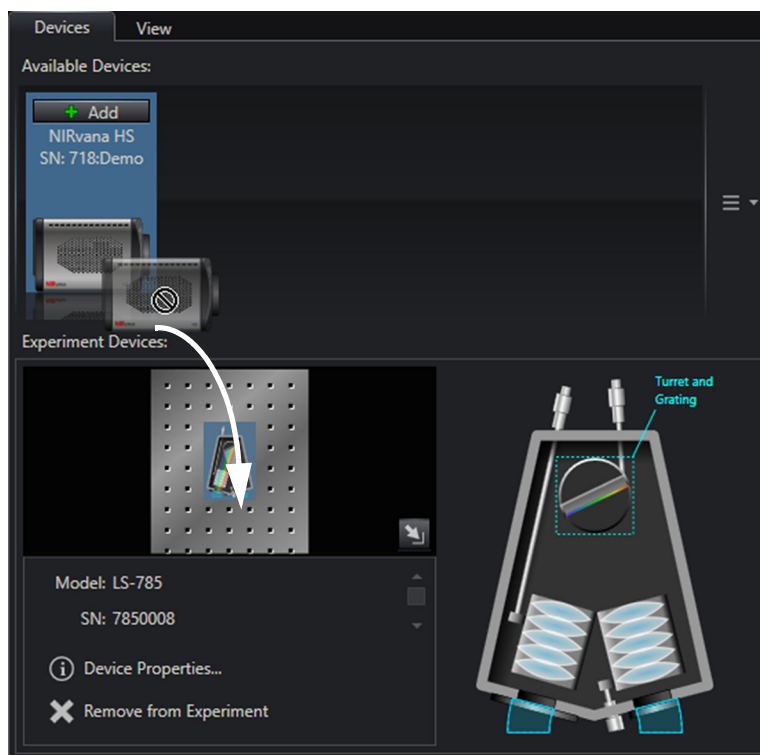 Devices
View
Available Devices:
Add
NIRvana HS
SN: 718:Demo
Experiment Devices:
Turret and
Grating
Model: LS-785
SN: 7850008
Device Properties...
Remove from Experiment